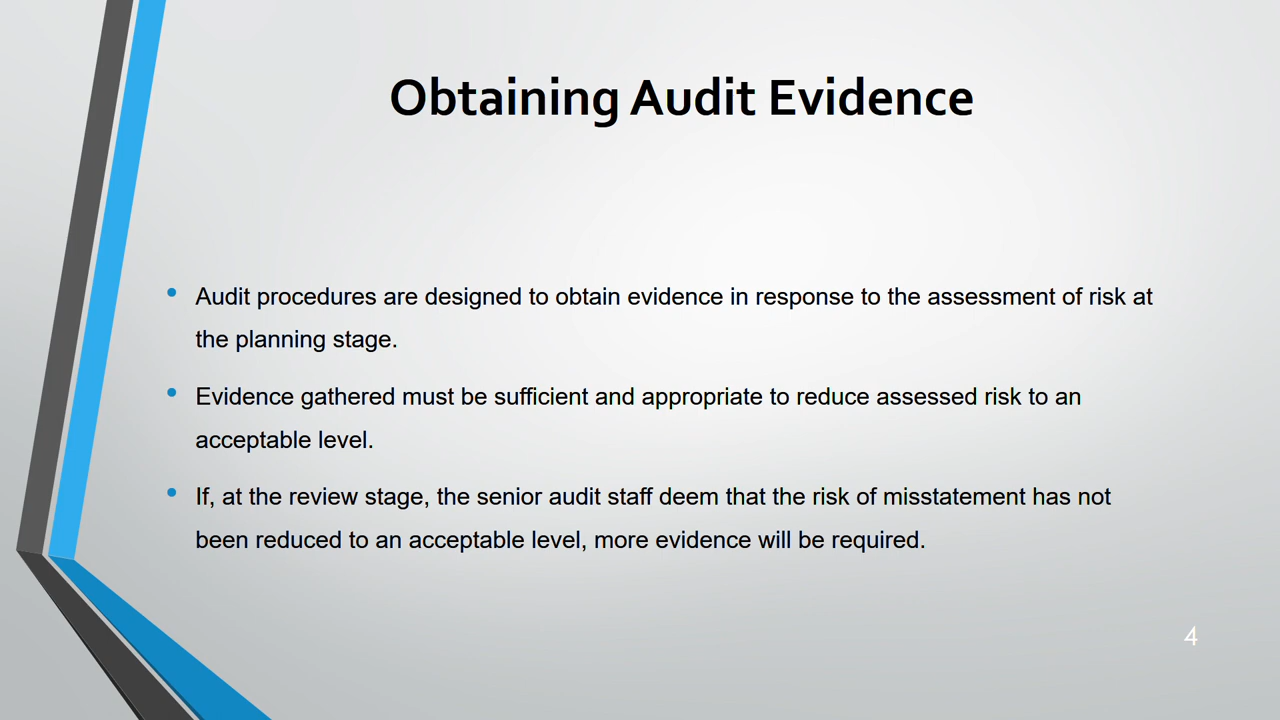 Obtaining Audit Evidence
Audit procedures are designed to obtain evidence in response to the assessment of risk at
the planning stage.
Evidence gathered must be sufficient and appropriate to reduce assessed risk to an
acceptable level.
If, at the review stage, the senior audit staff deem that the risk of misstatement has not
been reduced to an acceptable level, more evidence will be required.
4